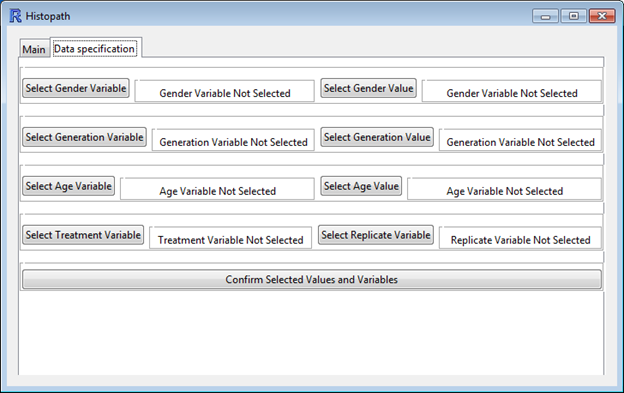 R Histopath
Main Data specification
Select Gender Variable Gender Variable Not Selected Select Gender Value Gender Variable Not Selected
Select Generation Variable Generation Variable Not Selected Select Generation Value Generation Variable Not Selected
Select Age Variable Age Variable Not Selected Select Age Value Age Variable Not Selected
Select Treatment Variable Treatment Variable Not Selected Select Replicate Variable Replicate Variable Not Selected
Confirm Selected Values and Variables